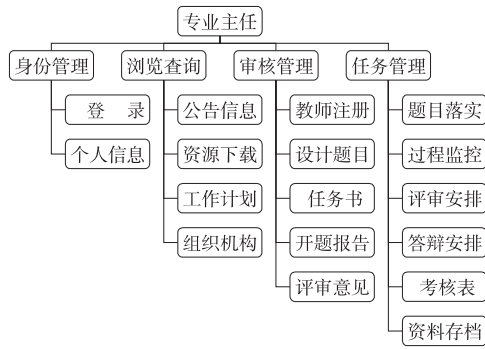 专业主任
身份管理 浏览查询 审核管理 任务管理
登 录 公告信息 教师注册 题目落实
个人信息 资源下载 设计题目 过程监控
工作计划 任务书 评审安排
组织机构 开题报告 答辩安排
评审意见 考核表
资料存档